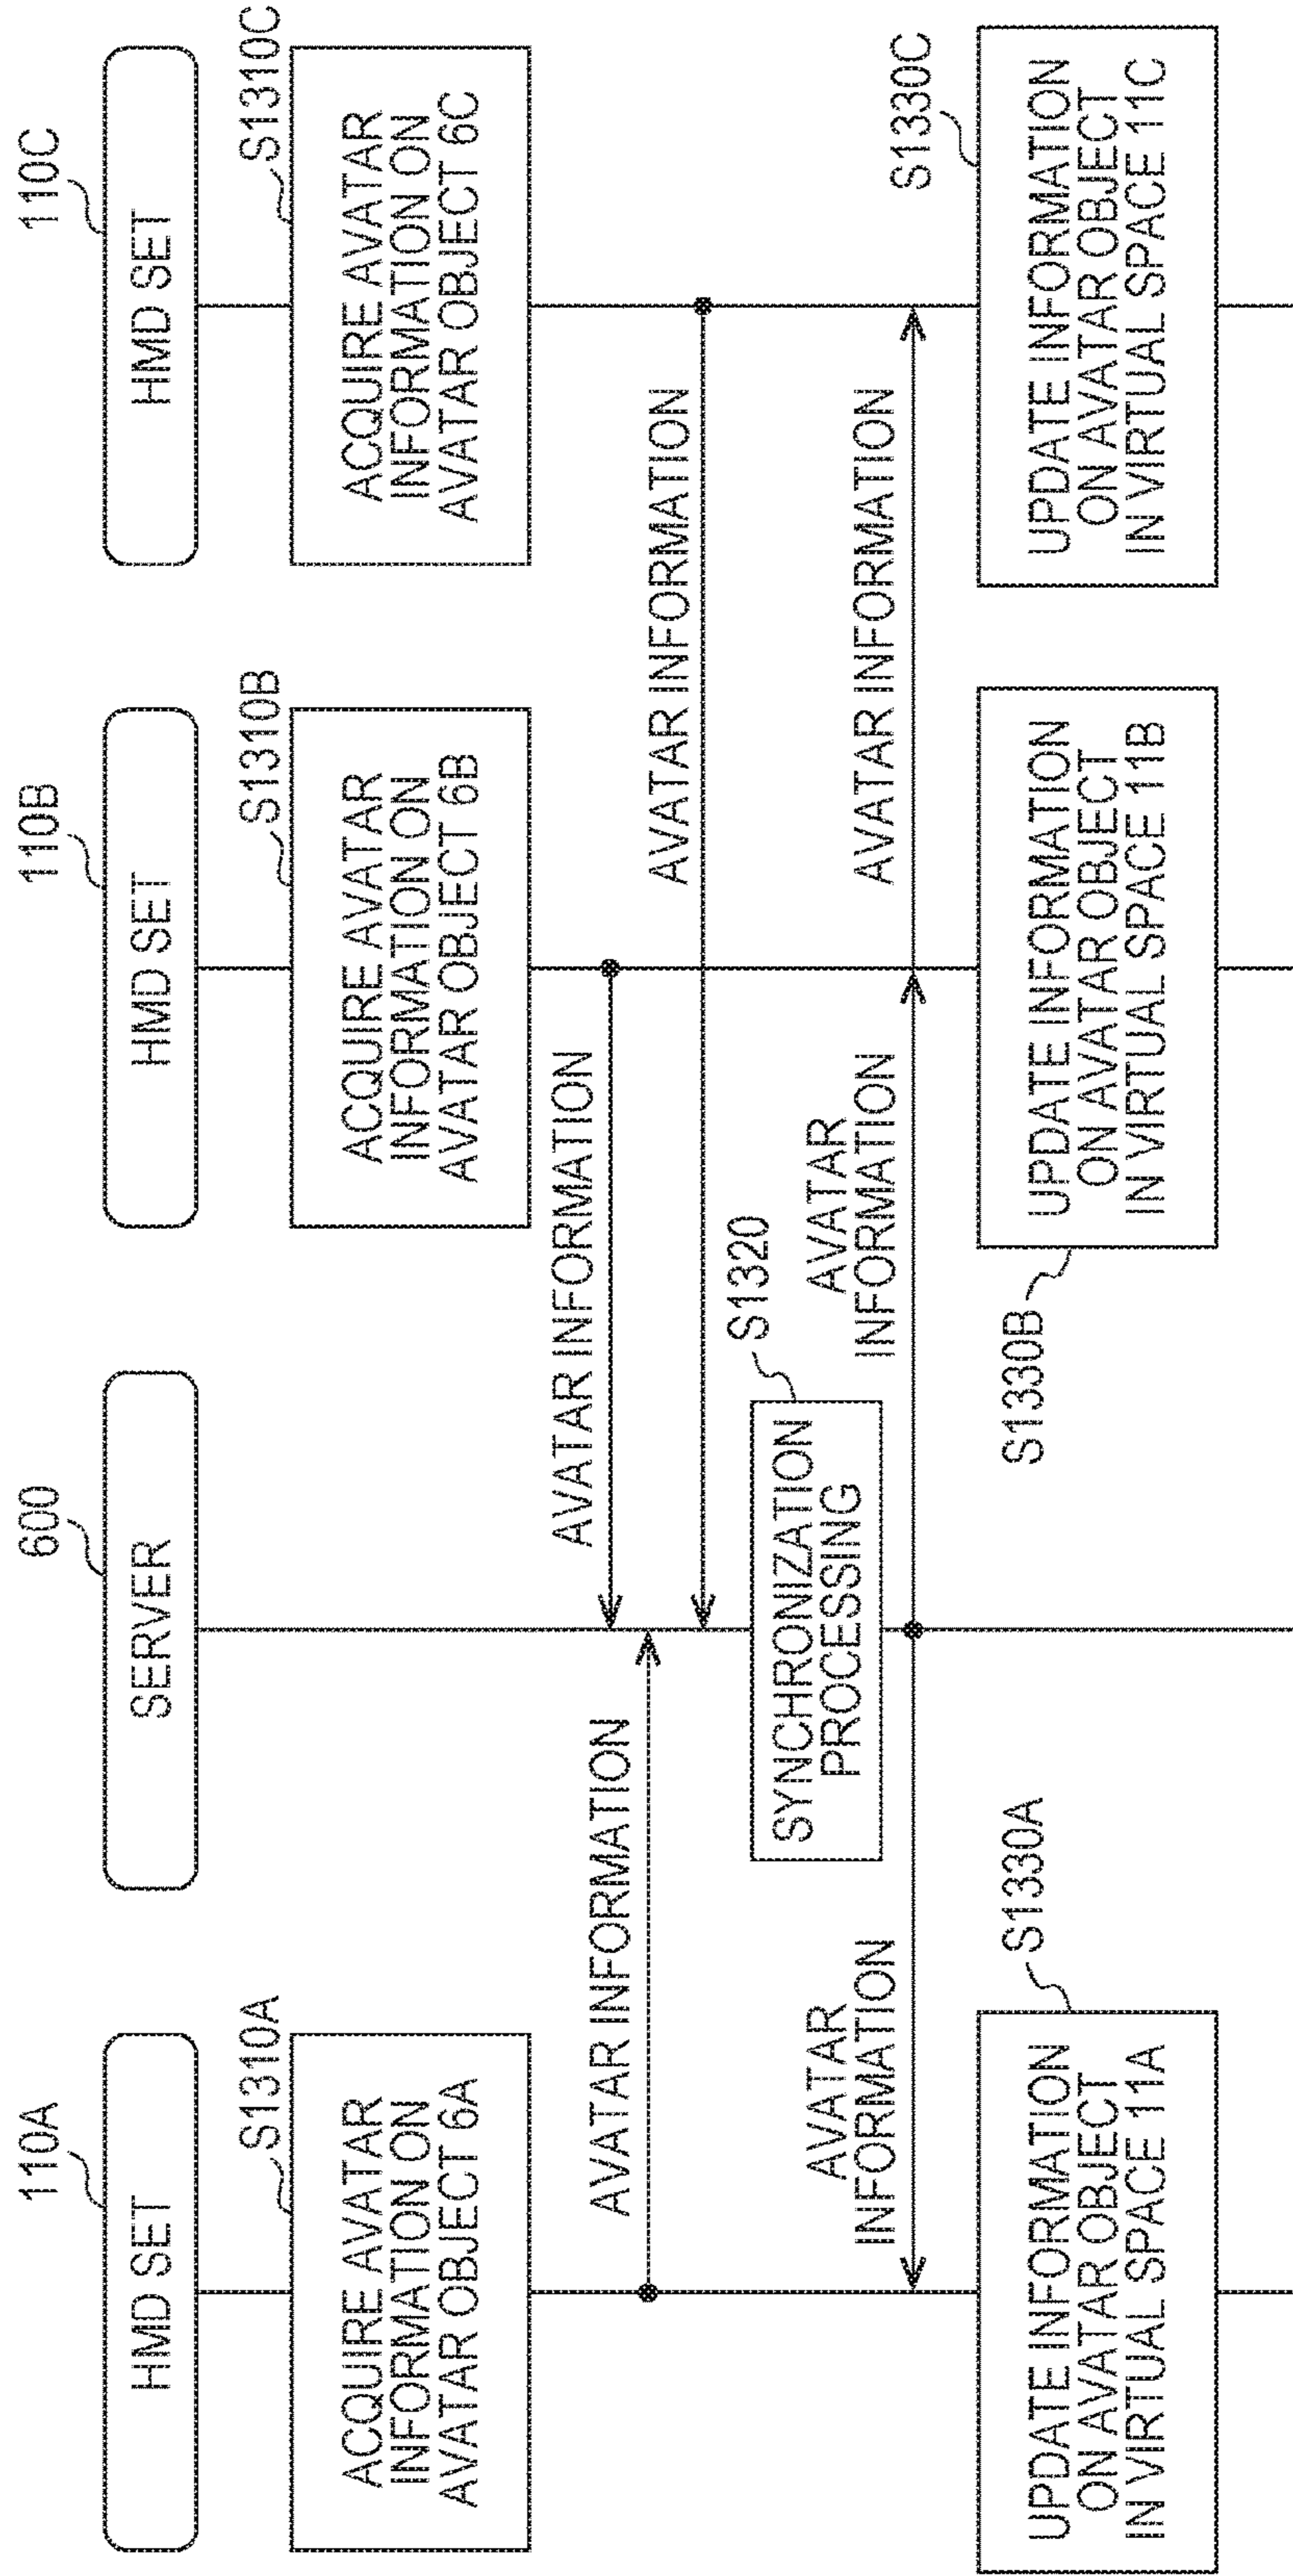 110A
HMD SET
600
SERVER
110B
HMD SET
110C
HMD SET
S1310A
ACQUIRE AVATAR
INFORMATION ON
AVATAR OBJECT 6A
S1310B
ACQUIRE AVATAR
INFORMATION ON
AVATAR OBJECT 6B
S1310C
ACQUIRE AVATAR
INFORMATION ON
AVATAR OBJECT 6C
AVATAR INFORMATION
AVATAR INFORMATION
AVATAR INFORMATION
S1320
SYNCHRONIZATION
PROCESSING
AVATAR
INFORMATION
AVATAR
INFORMATION
AVATAR INFORMATION
S1330A
UPDATE INFORMATION
ON AVATAR OBJECT
IN VIRTUAL SPACE 11A
S1330B
UPDATE INFORMATION
ON AVATAR OBJECT
IN VIRTUAL SPACE 11B
S1330C
UPDATE INFORMATION
ON AVATAR OBJECT
IN VIRTUAL SPACE 11C